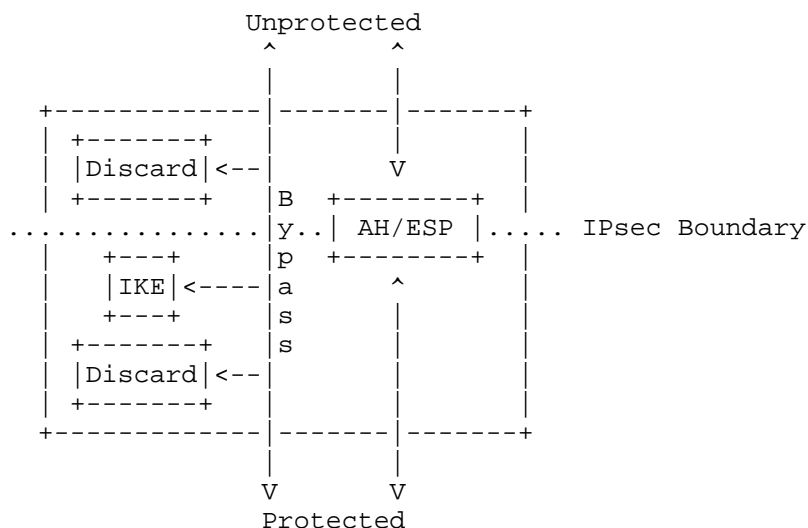 Unprotected
^ ^
| |
+-------------|-------|-------+
| +-------+ | | |
| |Discard|<--| V |
| +-------+ |B +--------+ |
................|y..| AH/ESP |..... IPsec Boundary
| +---+ |p +--------+ |
| |IKE|<----|a ^ |
| +---+ |s | |
| +-------+ |s | |
| |Discard|<--| | |
| +-------+ | | |
+-------------|-------|-------+
| |
V V
Protected